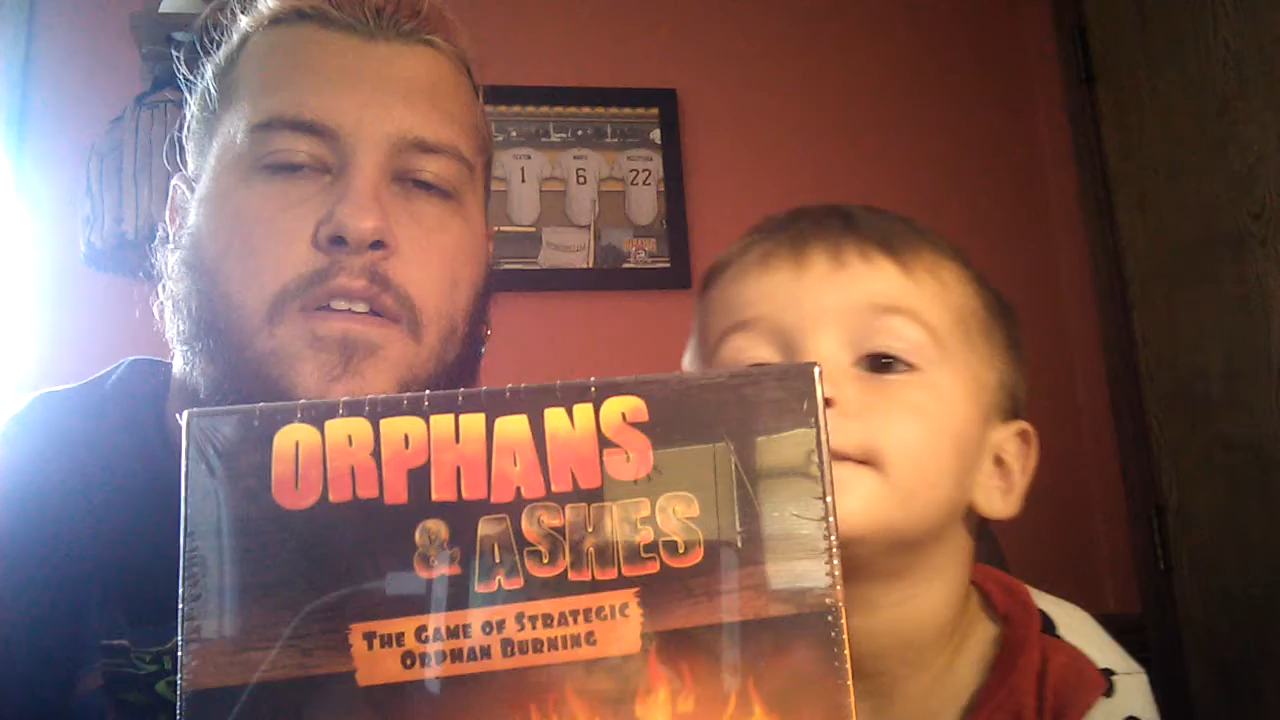 1 6 22
ORPHANS
& ASHES
THE GAME OF STRATEGIC
ORPHAN BURNING